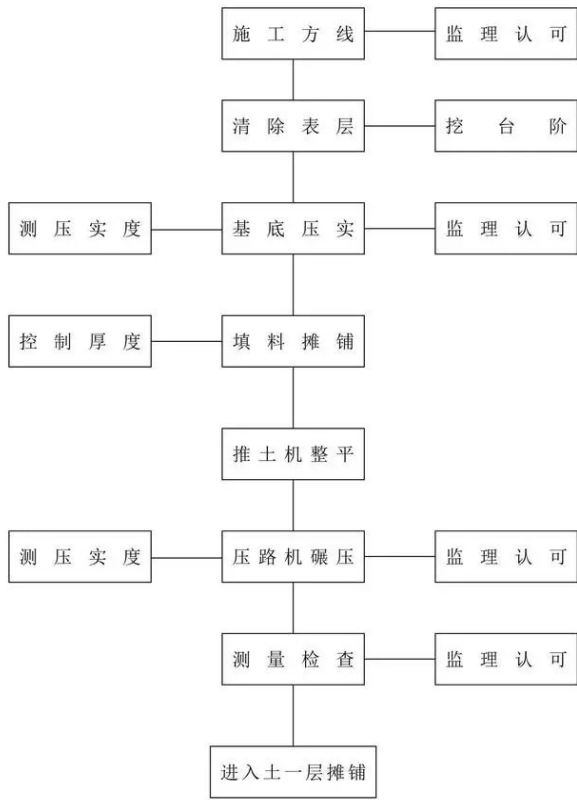 施工方线
监理认可
清除表层
挖台阶
测压实度
基底压实
监理认可
控制厚度
填料摊铺
推土机整平
测压实度
压路机碾压
监理认可
测量检查
监理认可
进入土一层摊铺